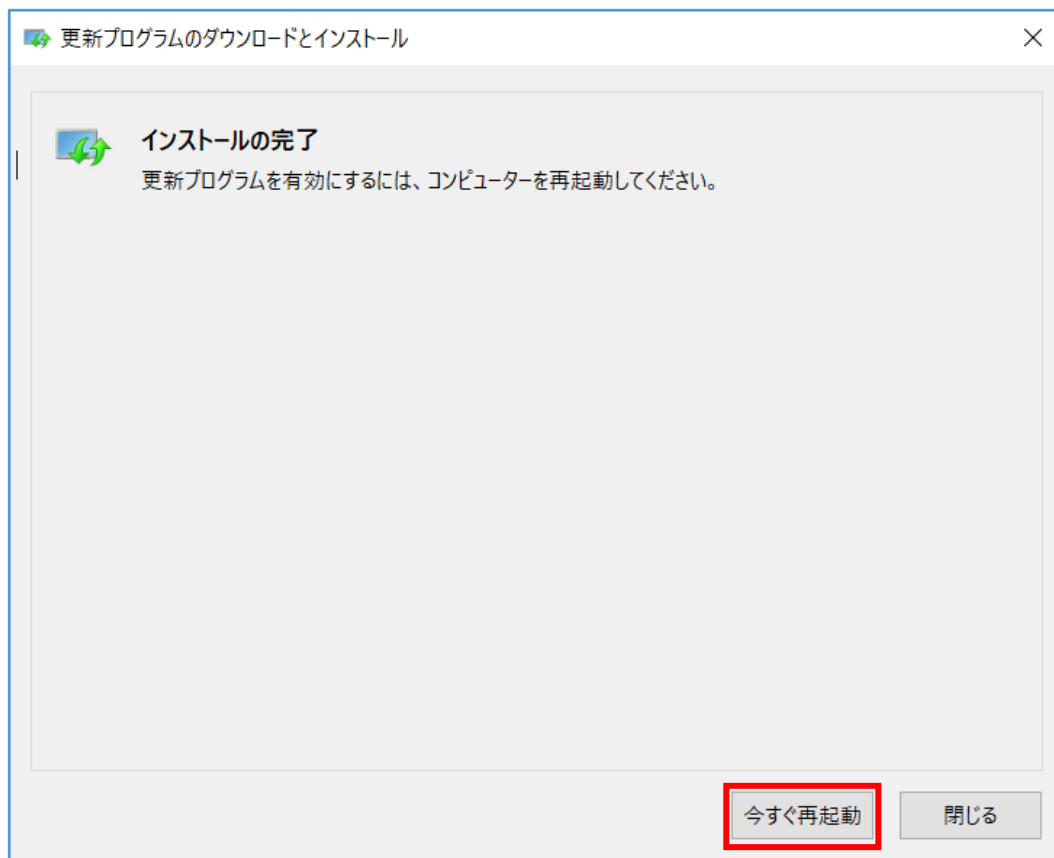 更新プログラムのダウンロードとインストール
インストールの完了
更新プログラムを有効にするには、コンピューターを再起動してください。
今すぐ再起動
閉じる